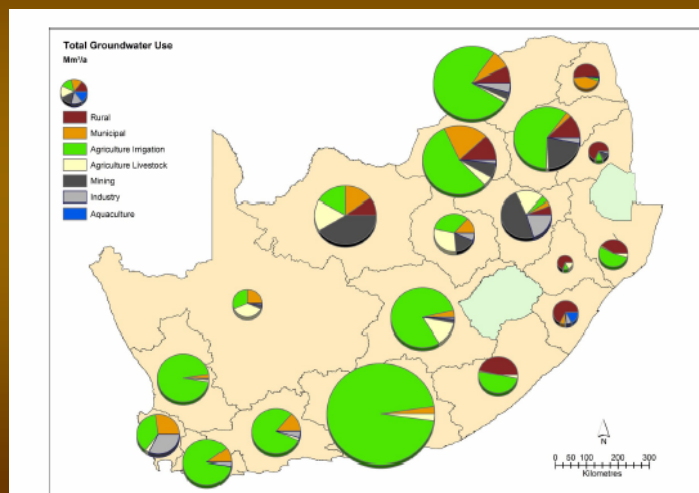 Total Groundwater Use
Mm³/a
Rural
Municipal
Agriculture Irrigation
Agriculture Livestock
Mining
Industry
Aquaculture
N
0 50 100 200 300
Kilometres